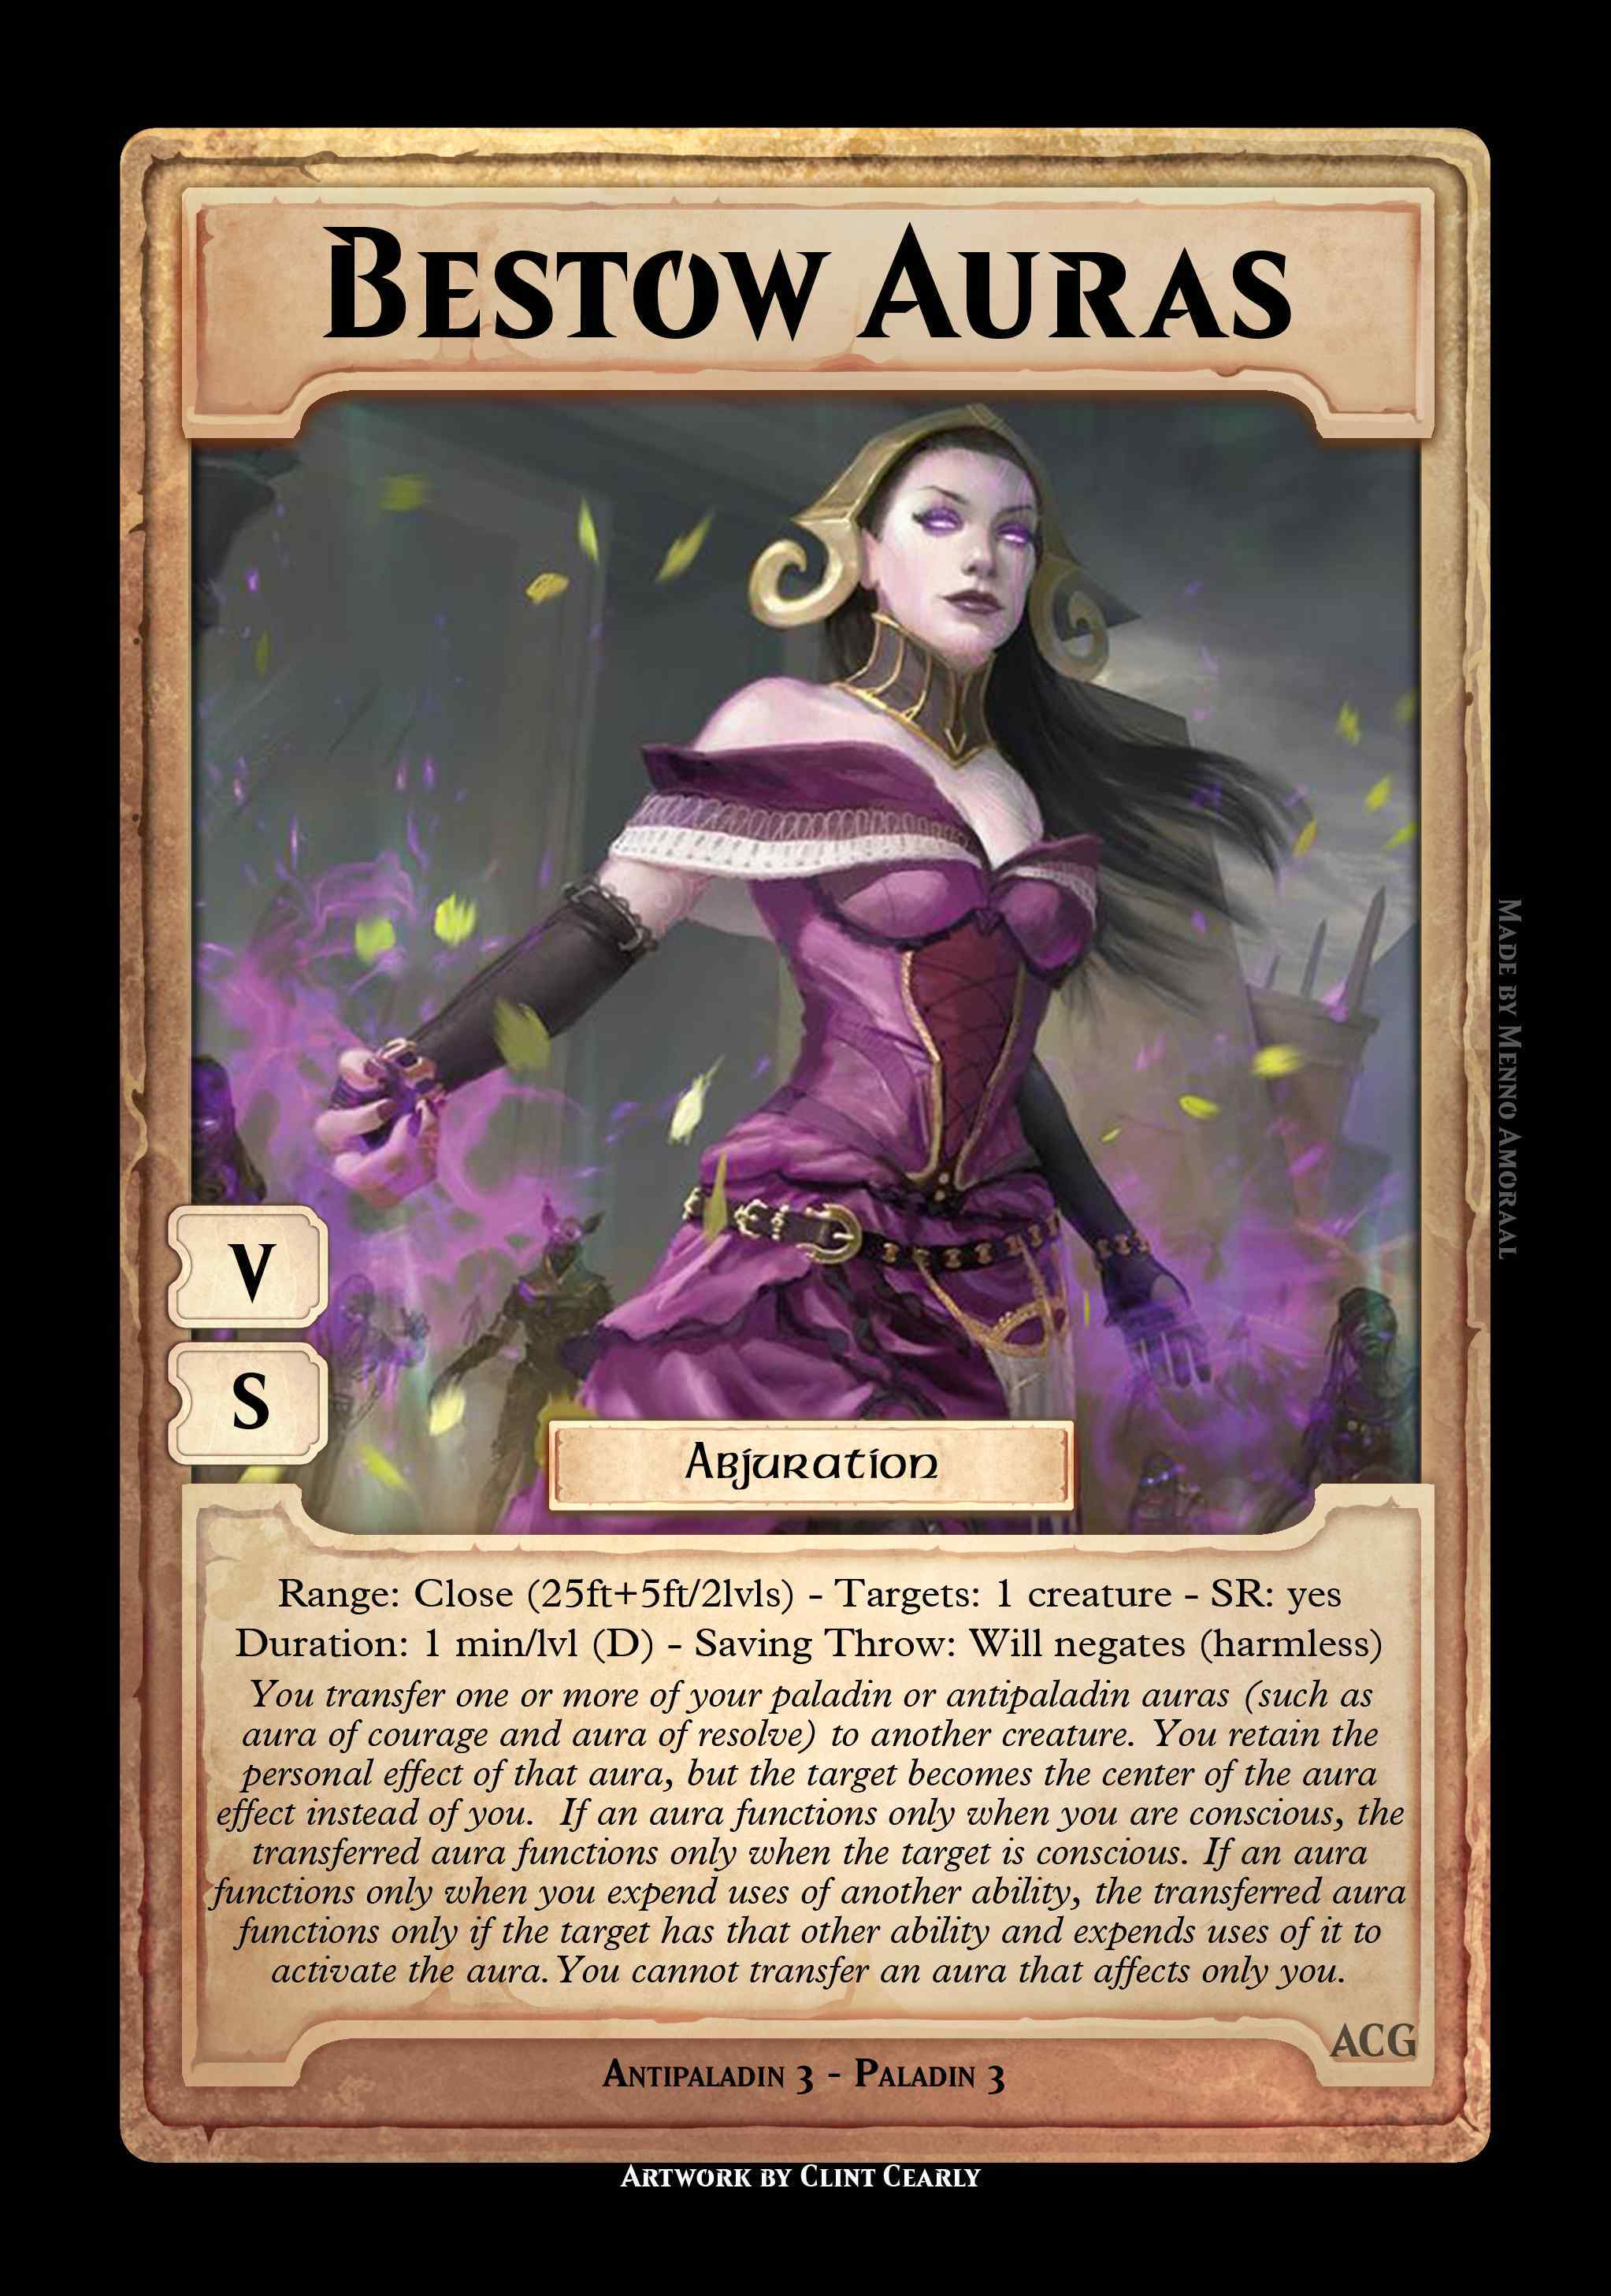 Bestow Auras
Made by Menno Amoraal
V
S
Abjuration
Range: Close (25ft+5ft/2lvls) - Targets: 1 creature - SR: yes
Duration: 1 min/lvl (D) - Saving Throw: Will negates (harmless)
You transfer one or more of your paladin or antipaladin auras (such as
aura of courage and aura of resolve) to another creature. You retain the
personal effect of that aura, but the target becomes the center of the aura
effect instead of you.  If an aura functions only when you are conscious, the
transferred aura functions only when the target is conscious. If an aura
functions only when you expend uses of another ability, the transferred aura
functions only if the target has that other ability and expends uses of it to
activate the aura. You cannot transfer an aura that affects only you.
ACG
Antipaladin 3 - Paladin 3
Artwork by Clint Cearly